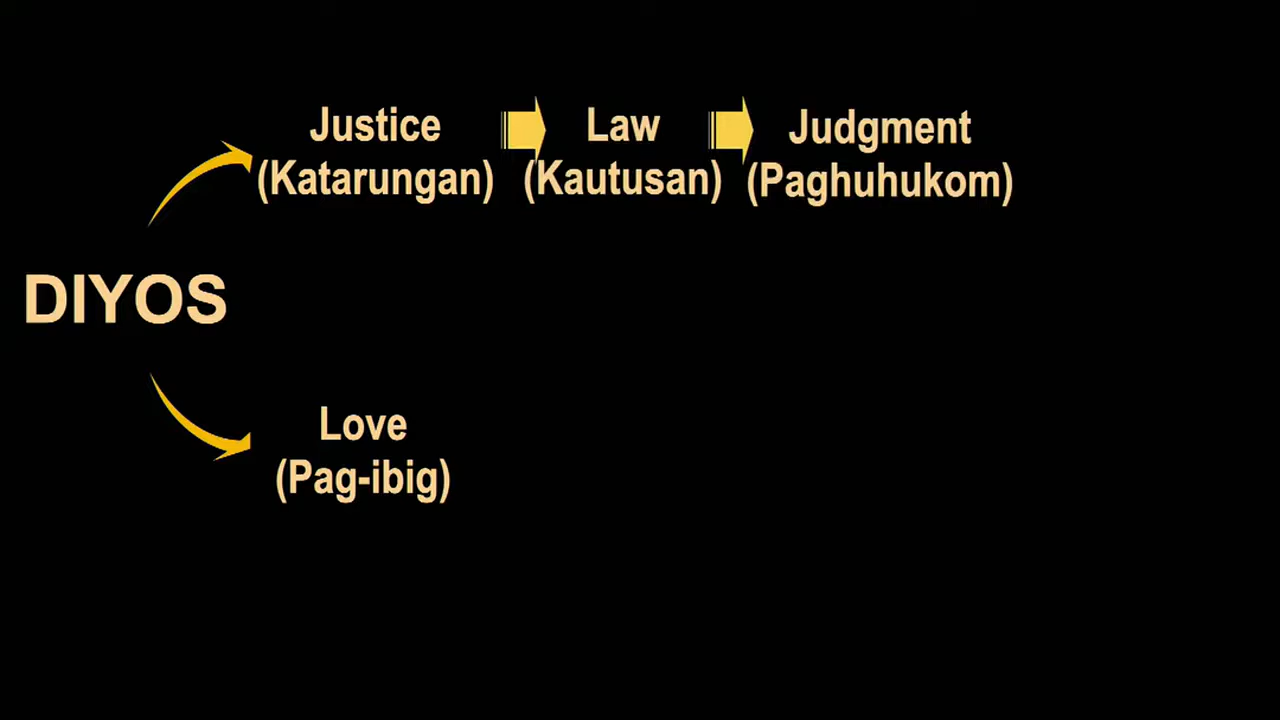 Justice
(Katarungan)
Law
(Kautusan)
Judgment
(Paghuhukom)
DIYOS
Love
(Pag-ibig)